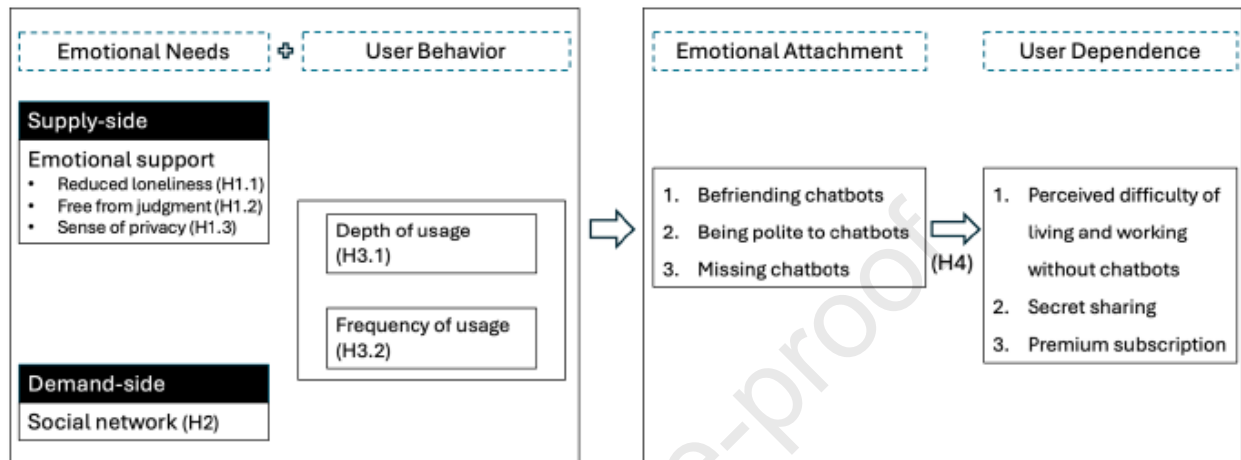 Emotional Needs
User Behavior
Emotional Attachment
User Dependence
Supply-side
Emotional support
• Reduced loneliness (H1.1)
• Free from judgment (H1.2)
• Sense of privacy (H1.3)
Demand-side
Social network (H2)
Depth of usage
(H3.1)
Frequency of usage
(H3.2)
1. Befriending chatbots
2. Being polite to chatbots
3. Missing chatbots
(H4)
1. Perceived difficulty of
living and working
without chatbots
2. Secret sharing
3. Premium subscription
e-proof